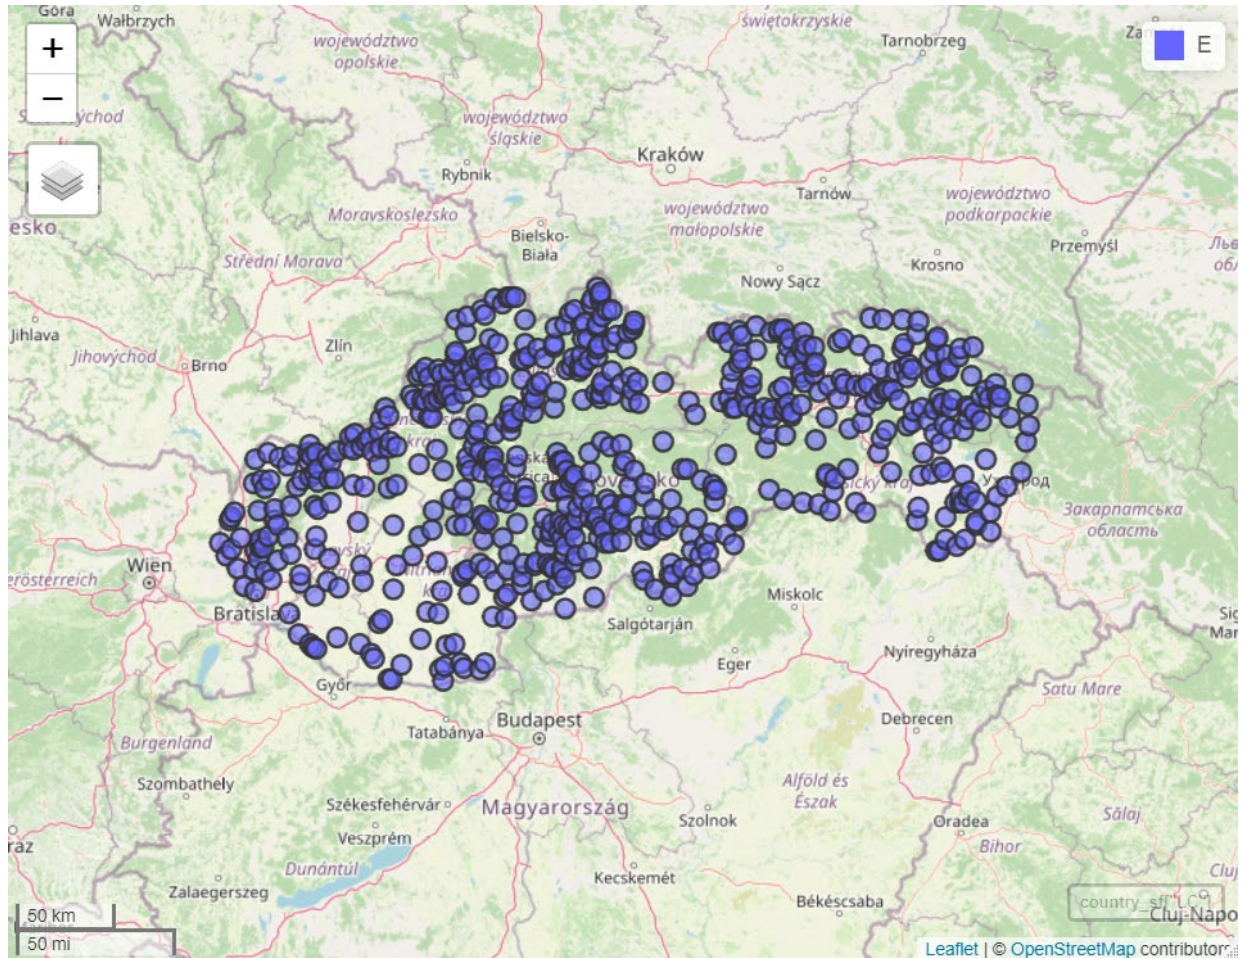 Góra
Wałbrzych
województwo
opolskie
świętokrzyskie
Tarnobrzeg
E
+
−
województwo
śląskie
Kraków
Rybnik
Tarnów
województwo
podkarpackie
Moravskoslezsko
województwo
małopolskie
esko
Bielsko-
Biała
Przemyśl
Střední Morava
Krosno
Nowy Sącz
Jihlava
Zlín
Jihovýchod
Brno
Закарпатська
область
Wien
erösterreich
Miskolc
Bratislava
Salgótarján
Nyíregyháza
Eger
Győr
Satu Mare
Budapest
Debrecen
Tatabánya
Burgenland
Szombathely
Alföld és
Észak
Székesfehérvár
Magyarország
Szolnok
Sălaj
Veszprém
Oradea
Bihor
Dunántúl
Kecskemét
Zalaegerszeg
Békéscsaba
50 km
50 mi
Cluj-Napo
Leaflet | © OpenStreetMap contributors